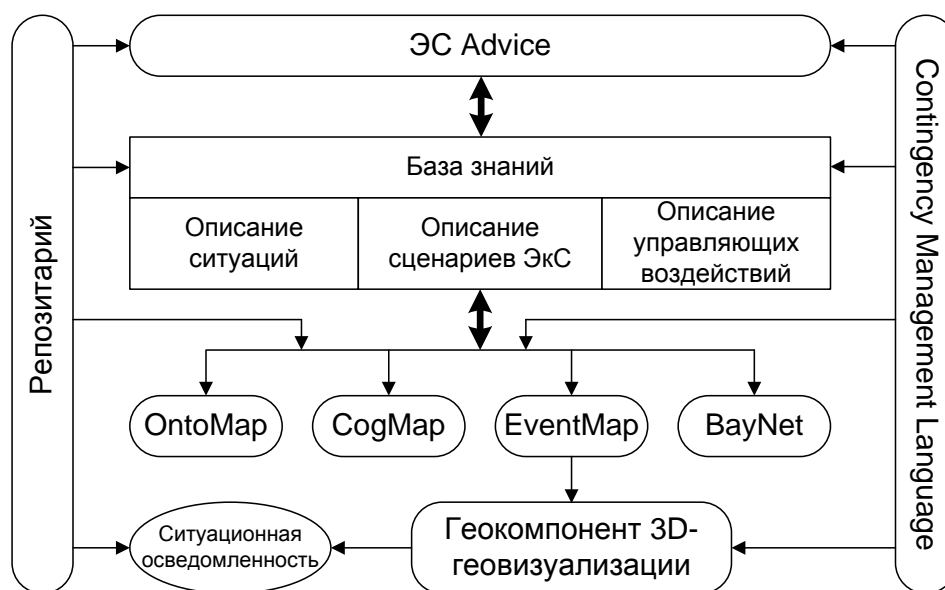 ЭС Advice
База знаний
Описание
ситуаций
Описание
сценариев ЭкС
Описание
управляющих
воздействий
Репозитарий
Contingency Management Language
OntoMap
CogMap
EventMap
BayNet
Ситуационная
осведомленность
Геокомпонент 3D-
геовизуализации